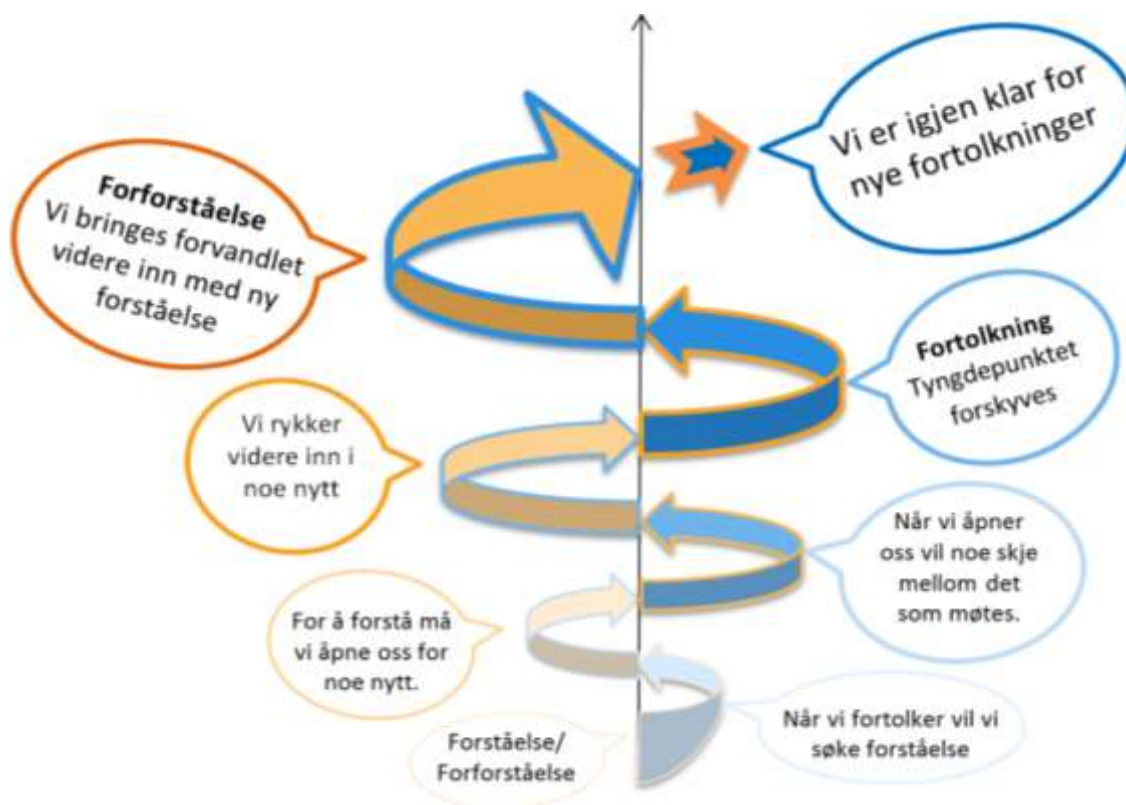 Vi er igjen klar for
nye fortolkninger
Forforståelse
Vi bringes forvandlet
videre inn med ny
forståelse
Fortolkning
Tyngdepunktet
forskyves
Vi rykker
videre inn i
noe nytt
Når vi åpner
oss vil noe skje
mellom det
som møtes.
For å forstå må
vi åpne oss for
noe nytt.
Når vi fortolker vil vi
søke forståelse
Forståelse/
Forforståelse